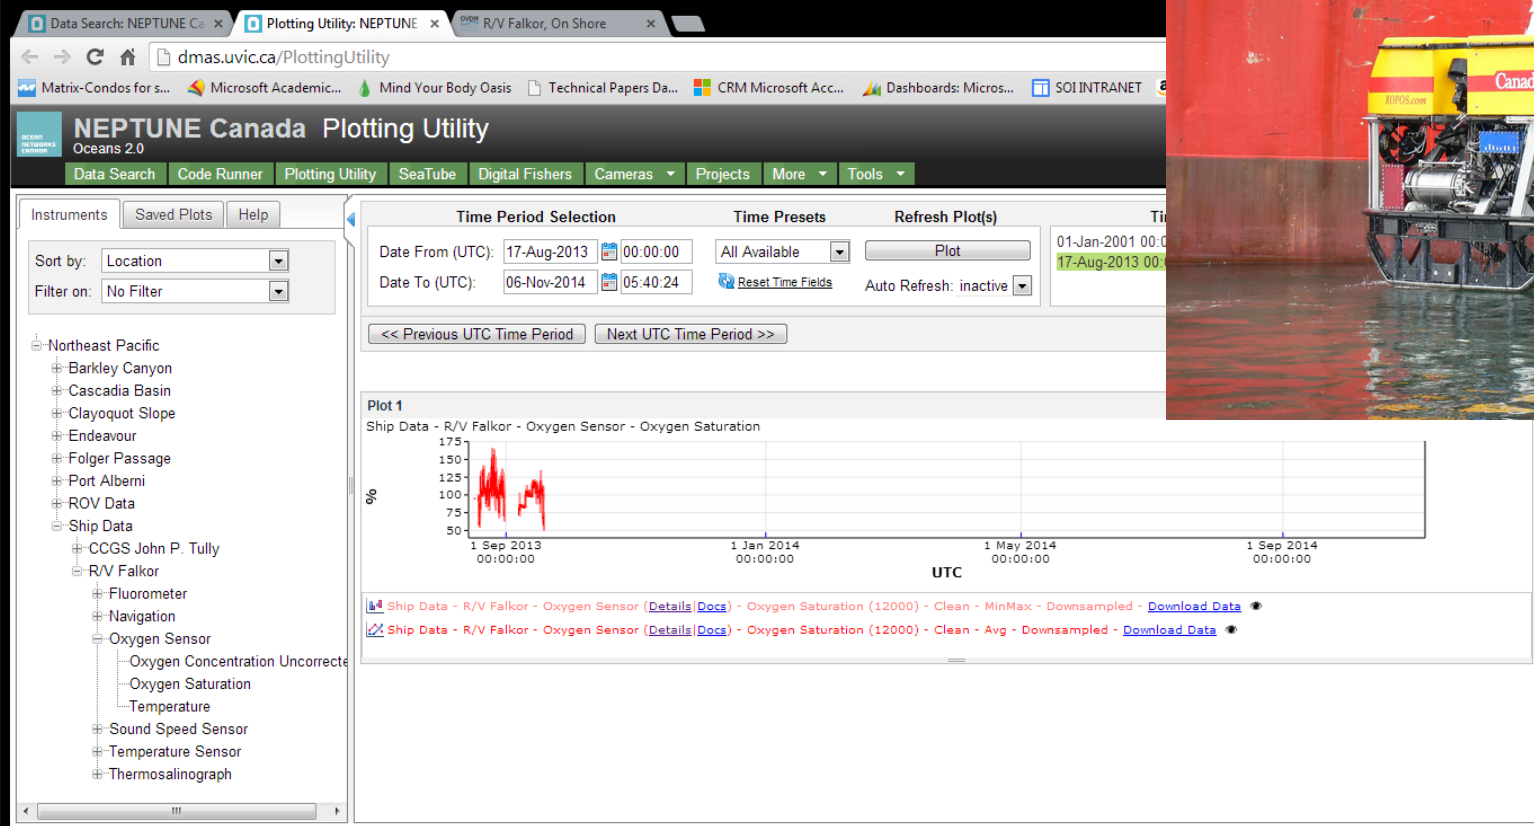 Data Search: NEPTUNE Ca
Plotting Utility: NEPTUNE
OVDM R/V Falkor, On Shore
dmas.uvic.ca/PlottingUtility
Matrix-Condos for s...
Microsoft Academic...
Mind Your Body Oasis
Technical Papers Da...
CRM Microsoft Acc...
Dashboards: Micros...
SOI INTRANET
a
OCEAN
NETWORKS
CANADA
NEPTUNE Canada Plotting Utility
Oceans 2.0
Data Search Code Runner Plotting Utility SeaTube Digital Fishers Cameras Projects More Tools
Canad
ROPOS.com
Instruments Saved Plots Help
Sort by: Location
Filter on: No Filter
Northeast Pacific
Barkley Canyon
Cascadia Basin
Clayoquot Slope
Endeavour
Folger Passage
Port Alberni
ROV Data
Ship Data
CCGS John P. Tully
R/V Falkor
Fluorometer
Navigation
Oxygen Sensor
Oxygen Concentration Uncorrecte
Oxygen Saturation
Temperature
Sound Speed Sensor
Temperature Sensor
Thermosalinograph
Time Period Selection Time Presets Refresh Plot(s) Ti
Date From (UTC): 17-Aug-2013 00:00:00 All Available Plot
Date To (UTC): 06-Nov-2014 05:40:24 Reset Time Fields Auto Refresh: inactive
01-Jan-2001 00:0
17-Aug-2013 00:
<< Previous UTC Time Period Next UTC Time Period >>
Plot 1
Ship Data - R/V Falkor - Oxygen Sensor - Oxygen Saturation
175
150
125
100
75
50
%
1 Sep 2013 1 Jan 2014 1 May 2014 1 Sep 2014
00:00:00 00:00:00 00:00:00 00:00:00
UTC
Ship Data - R/V Falkor - Oxygen Sensor (Details|Docs) - Oxygen Saturation (12000) - Clean - MinMax - Downsampled - Download Data
Ship Data - R/V Falkor - Oxygen Sensor (Details|Docs) - Oxygen Saturation (12000) - Clean - Avg - Downsampled - Download Data